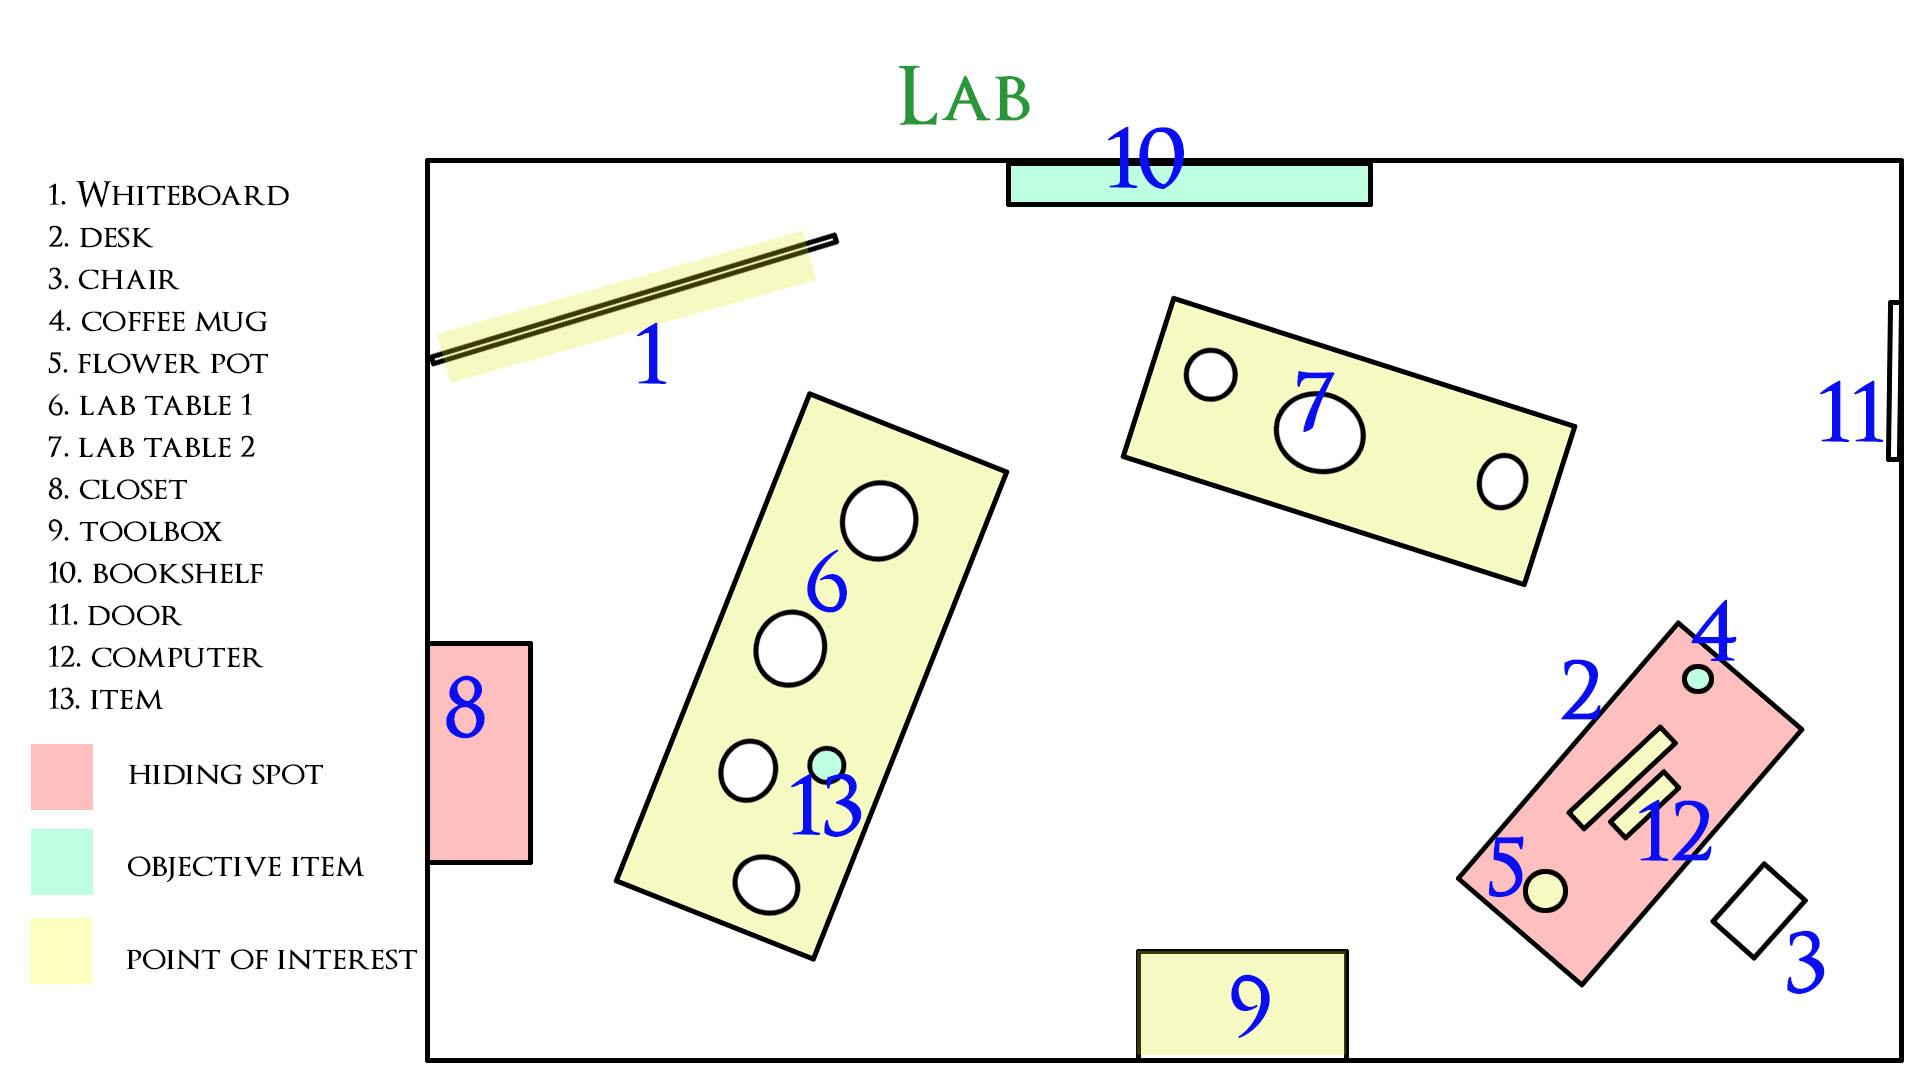 Lab
1. Whiteboard
2. desk
3. chair
4. coffee mug
5. flower pot
6. lab table 1
7. lab table 2
8. closet
9. toolbox
10. bookshelf
11. door
12. computer
13. item
hiding spot
objective item
point of interest
10
1
7
11
6
4
2
8
13
12
5
3
9